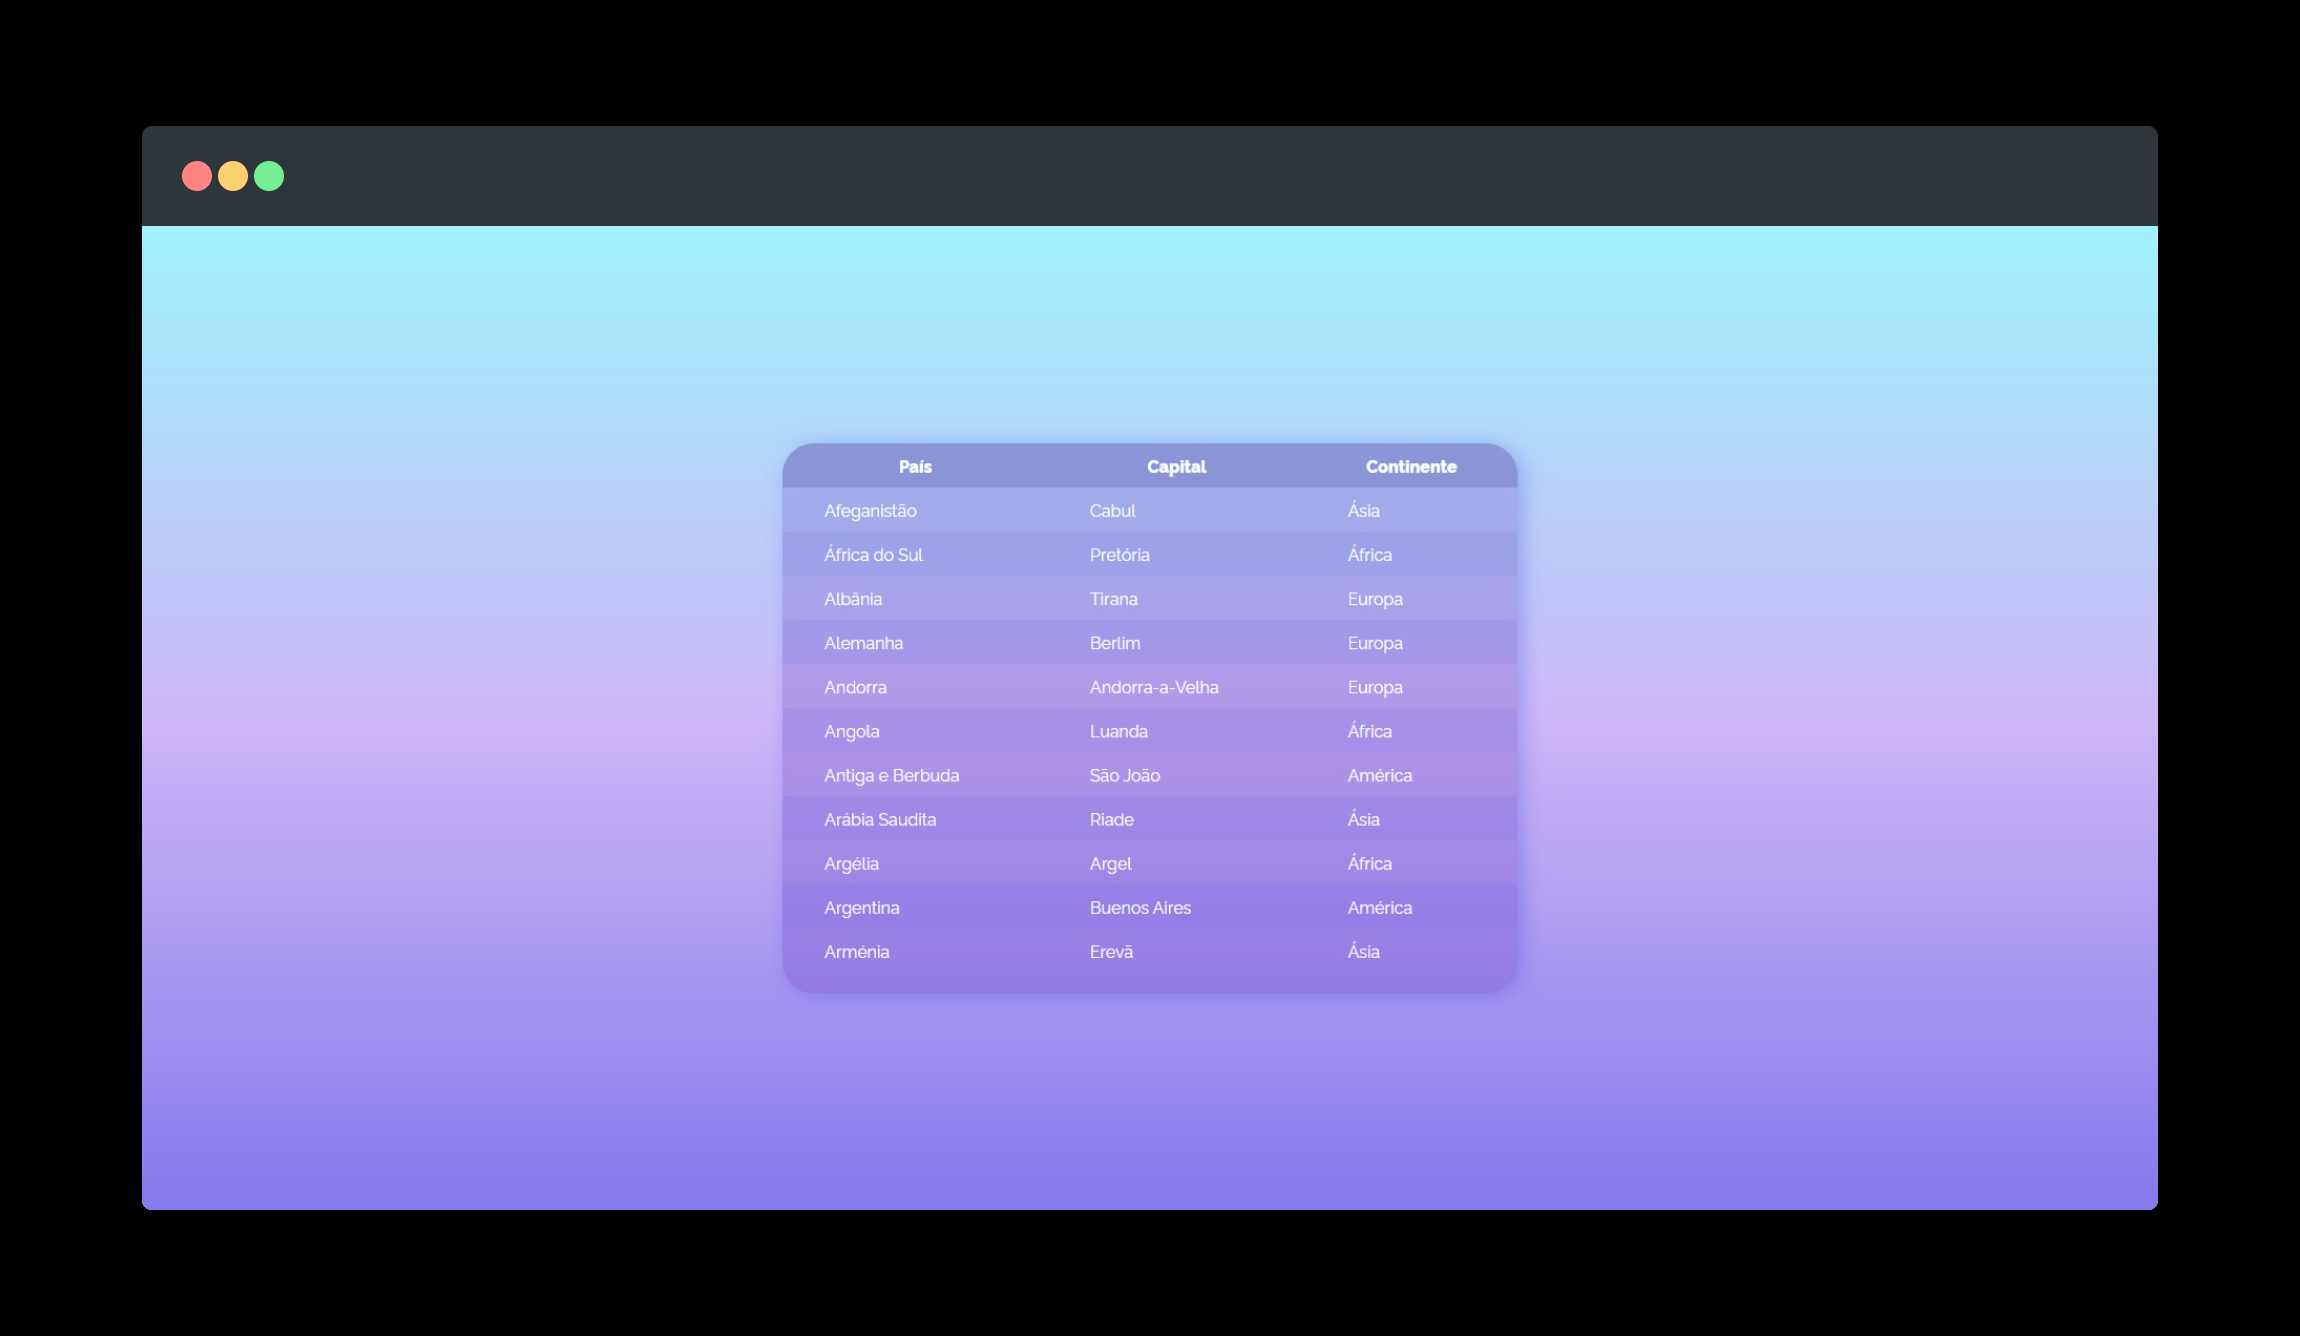 País Capital Continente
Afeganistão Cabul Ásia
África do Sul Pretória África
Albânia Tirana Europa
Alemanha Berlim Europa
Andorra Andorra-a-Velha Europa
Angola Luanda África
Antiga e Berbuda São João América
Arábia Saudita Riade Ásia
Argélia Argel África
Argentina Buenos Aires América
Arménia Erevã Ásia